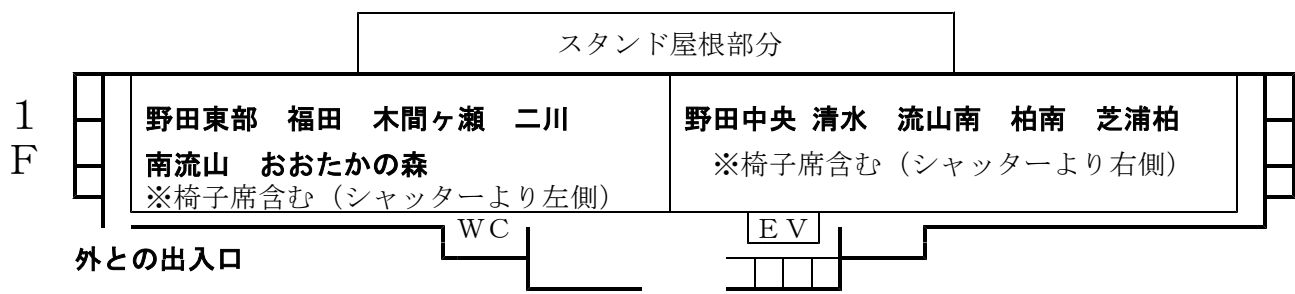 スタンド屋根部分
1F
野田東部　福田　木間ヶ瀬　二川
南流山　おおたかの森
※椅子席含む（シャッターより左側）
野田中央 清水　流山南　柏南　芝浦柏
※椅子席含む（シャッターより右側）
WC
EV
外との出入口